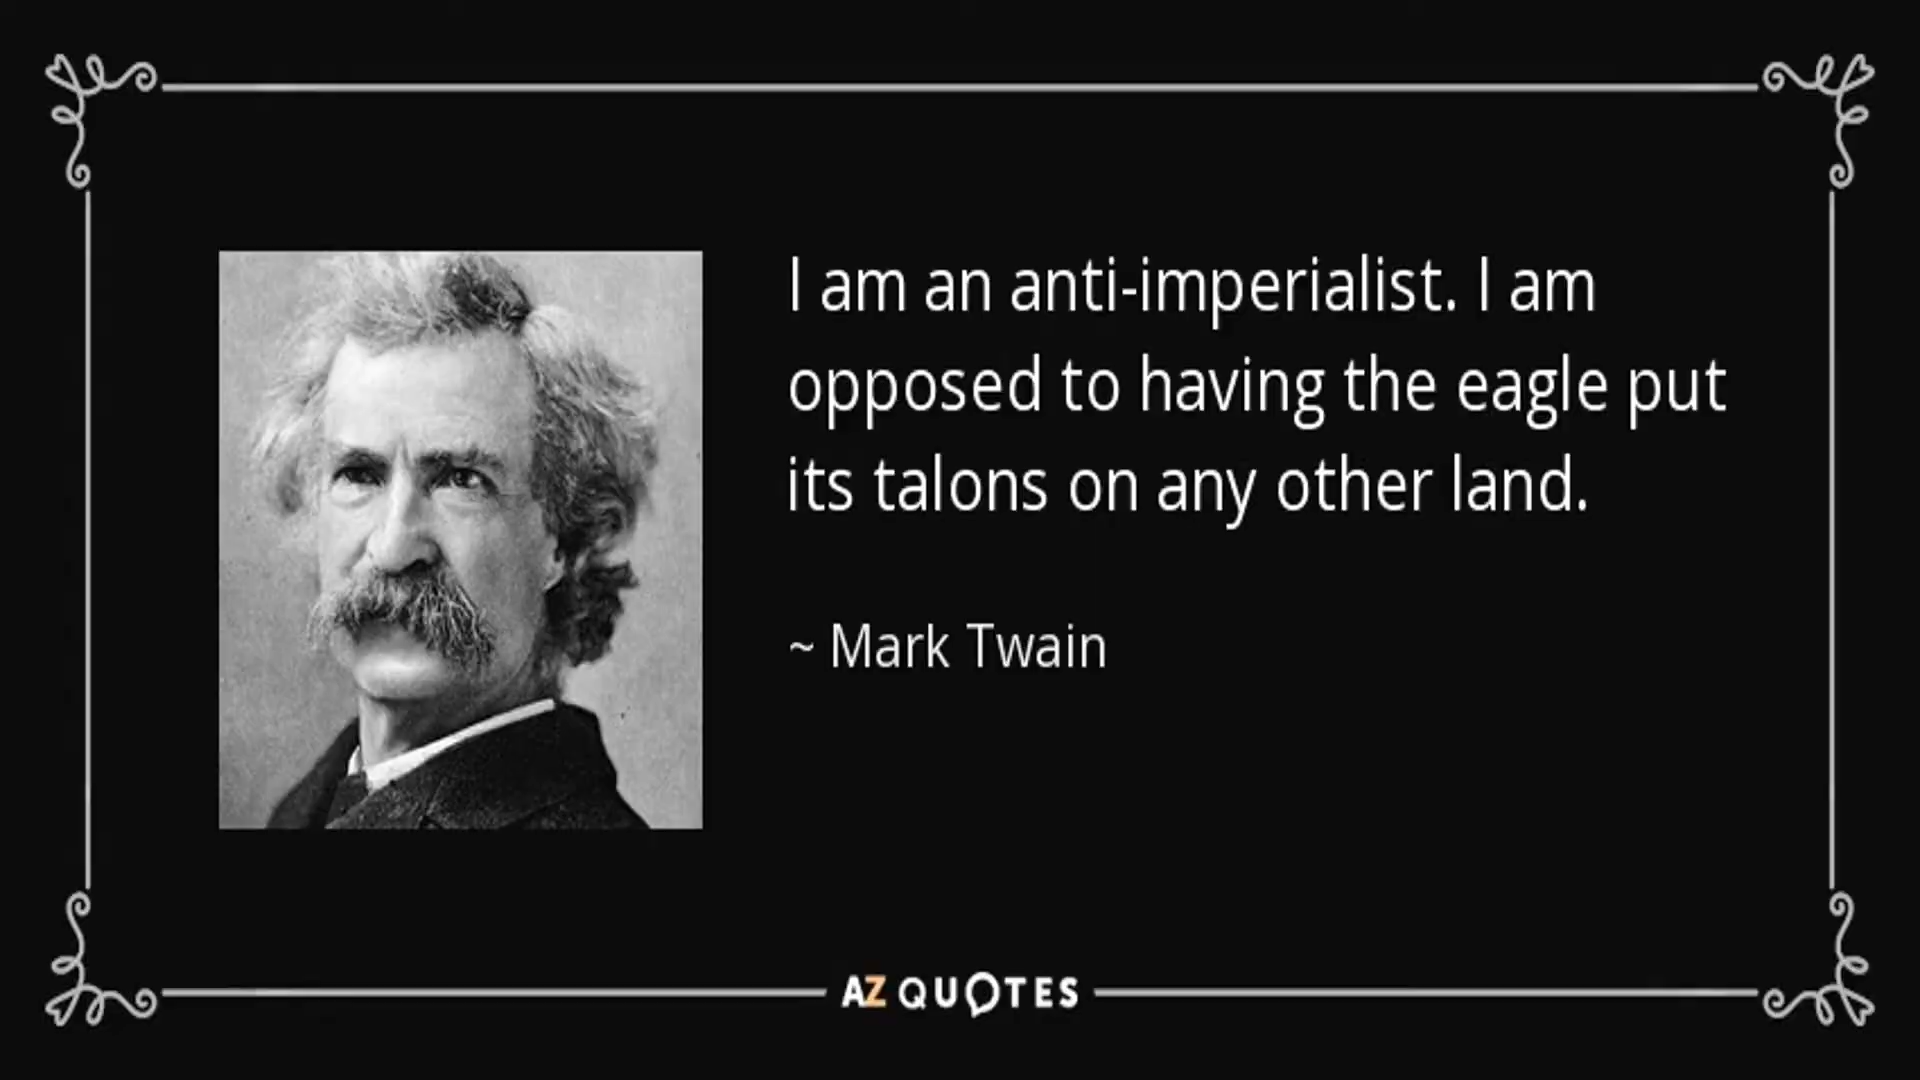 I am an anti-imperialist. I am
opposed to having the eagle put
its talons on any other land.
~ Mark Twain
AZ QUOTES